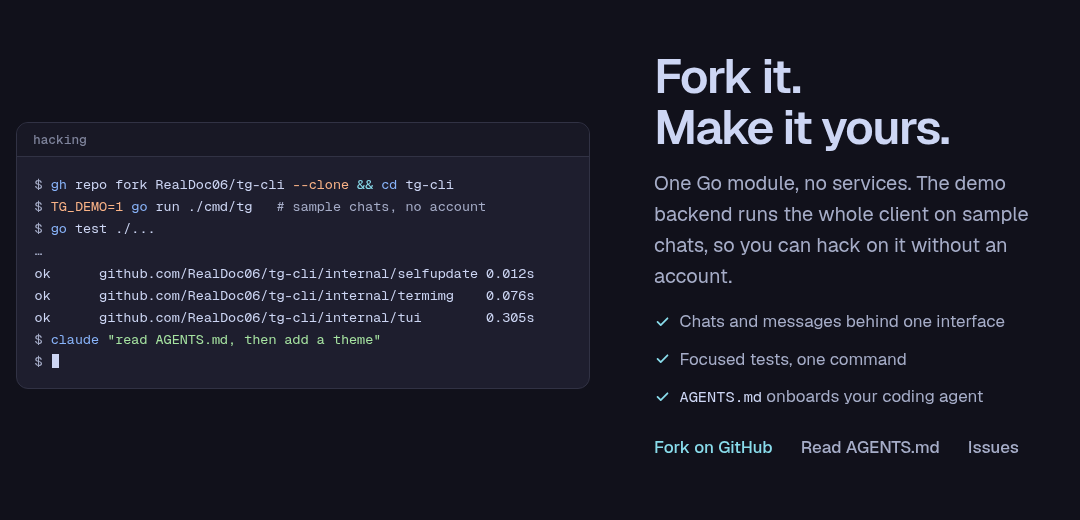 hacking
$ gh repo fork RealDoc06/tg-cli --clone && cd tg-cli
$ TG_DEMO=1 go run ./cmd/tg   # sample chats, no account
$ go test ./...
…
ok      github.com/RealDoc06/tg-cli/internal/selfupdate 0.012s
ok      github.com/RealDoc06/tg-cli/internal/termimg    0.076s
ok      github.com/RealDoc06/tg-cli/internal/tui        0.305s
$ claude "read AGENTS.md, then add a theme"
$
Fork it.
Make it yours.
One Go module, no services. The demo
backend runs the whole client on sample
chats, so you can hack on it without an
account.
✓ Chats and messages behind one interface
✓ Focused tests, one command
✓ AGENTS.md onboards your coding agent
Fork on GitHub   Read AGENTS.md   Issues